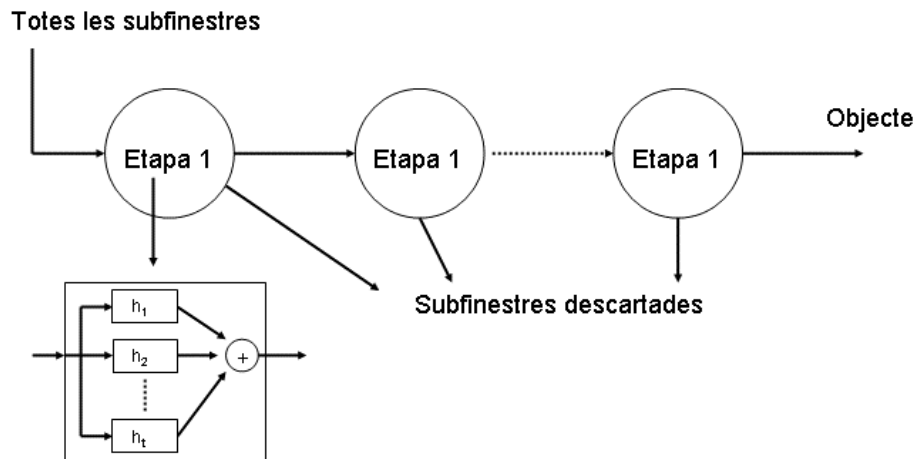 Totes les subfinestres
Objecte
Etapa 1
Etapa 1
Etapa 1
Subfinestres descartades
h1
h2
+
ht